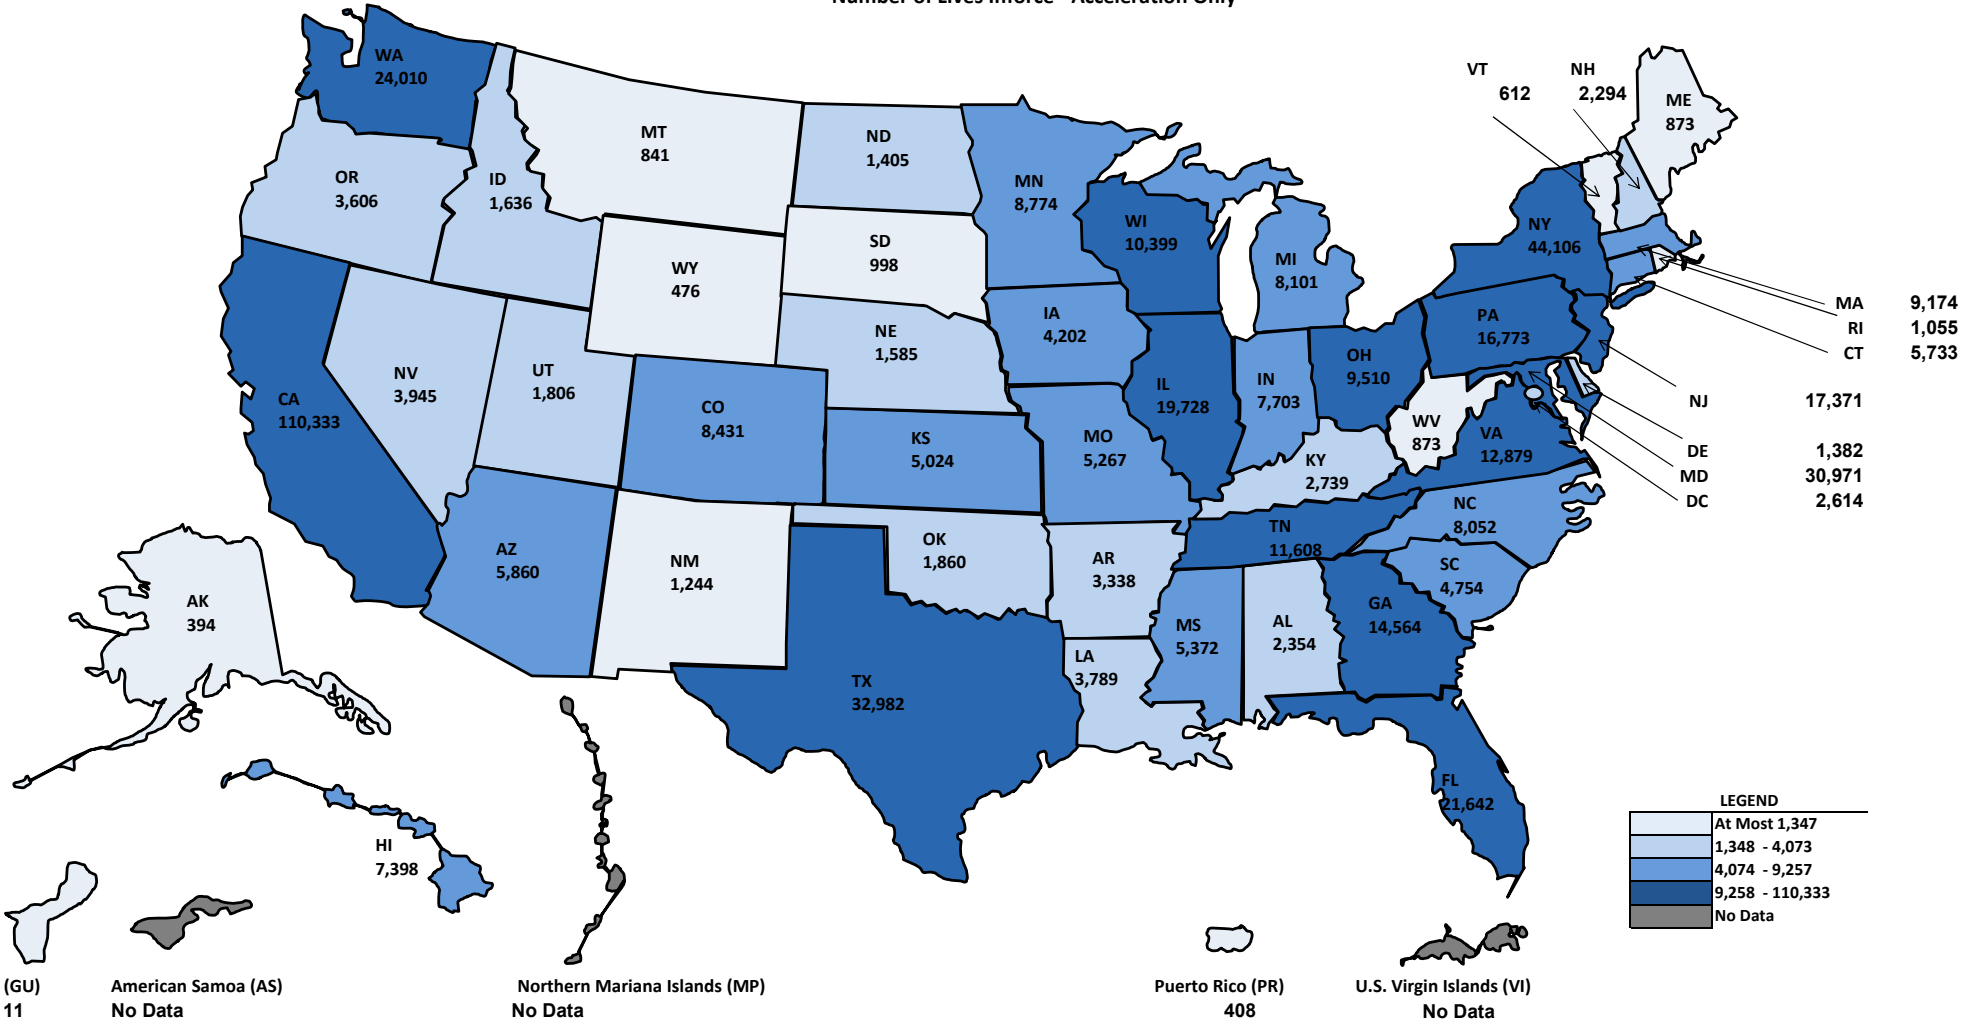 Number of Lives Inforce - Acceleration Only
WA
24,010
OR
3,606
ID
1,636
MT
841
ND
1,405
MN
8,774
WI
10,399
MI
8,101
VT
612
NH
2,294
ME
873
NY
44,106
SD
998
WY
476
NE
1,585
IA
4,202
NV
3,945
UT
1,806
CA
110,333
CO
8,431
KS
5,024
MO
5,267
IL
19,728
IN
7,703
OH
9,510
PA
16,773
WV
873
VA
12,879
KY
2,739
MA 9,174
RI 1,055
CT 5,733
NJ 17,371
DE 1,382
MD 30,971
DC 2,614
NC
8,052
TN
11,608
SC
4,754
AZ
5,860
NM
1,244
OK
1,860
AR
3,338
MS
5,372
AL
2,354
GA
14,564
LA
3,789
TX
32,982
FL
21,642
AK
394
HI
7,398
LEGEND
At Most 1,347
1,348 - 4,073
4,074 - 9,257
9,258 - 110,333
No Data
(GU)
11
American Samoa (AS)
No Data
Northern Mariana Islands (MP)
No Data
Puerto Rico (PR)
408
U.S. Virgin Islands (VI)
No Data